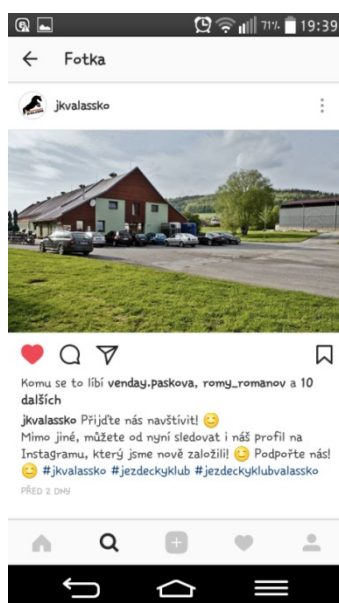 71% 19:39
Fotka
jkvalassko
Komu se to líbí venday.paskova, romy_romanov a 10
dalších
jkvalassko Přijďte nás navštívit! 😊
Mimo jiné, můžete od nyní sledovat i náš profil na
Instagramu, který jsme nově založili! 😊 Podpořte nás!
😊 #jkvalassko #jezdeckyklub #jezdeckyklubvalassko
PŘED 2 DNY